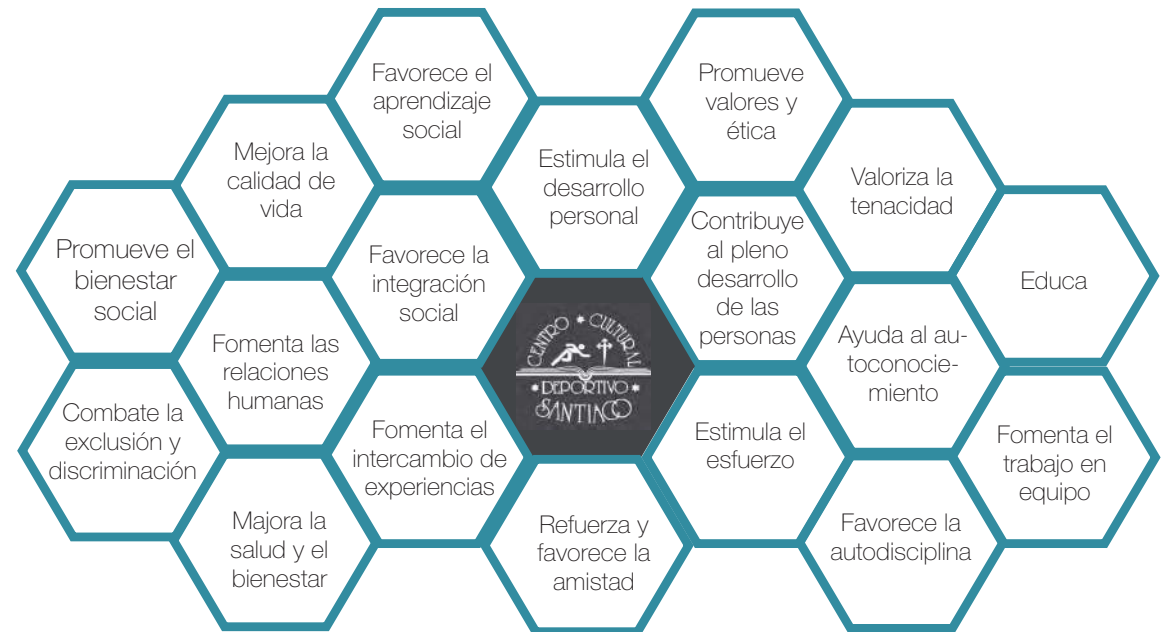 Favorece el
aprendizaje
social
Promueve
valores y
ética
Mejora la
calidad de
vida
Estimula el
desarrollo
personal
Valoriza la
tenacidad
Promueve el
bienestar
social
Favorece la
integración
social
Contribuye
al pleno
desarrollo
de las
personas
Educa
Fomenta las
relaciones
humanas
CENTRO * CULTURAL
* DEPORTIVO *
SANTIAGO
Ayuda al au-
toconocie-
miento
Combate la
exclusión y
discriminación
Fomenta el
intercambio de
experiencias
Estimula el
esfuerzo
Fomenta el
trabajo en
equipo
Majora la
salud y el
bienestar
Refuerza y
favorece la
amistad
Favorece la
autodisciplina